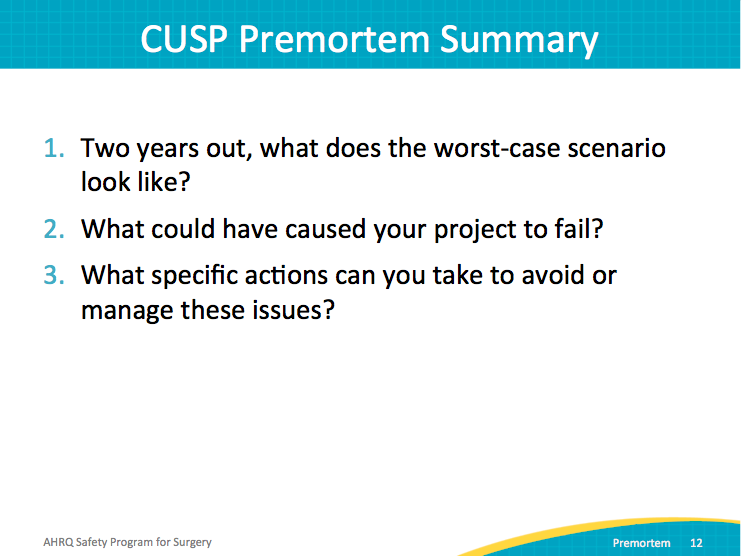 CUSP Premortem Summary
1. Two years out, what does the worst-case scenario
look like?
2. What could have caused your project to fail?
3. What specific actions can you take to avoid or
manage these issues?
AHRQ Safety Program for Surgery
Premortem 12